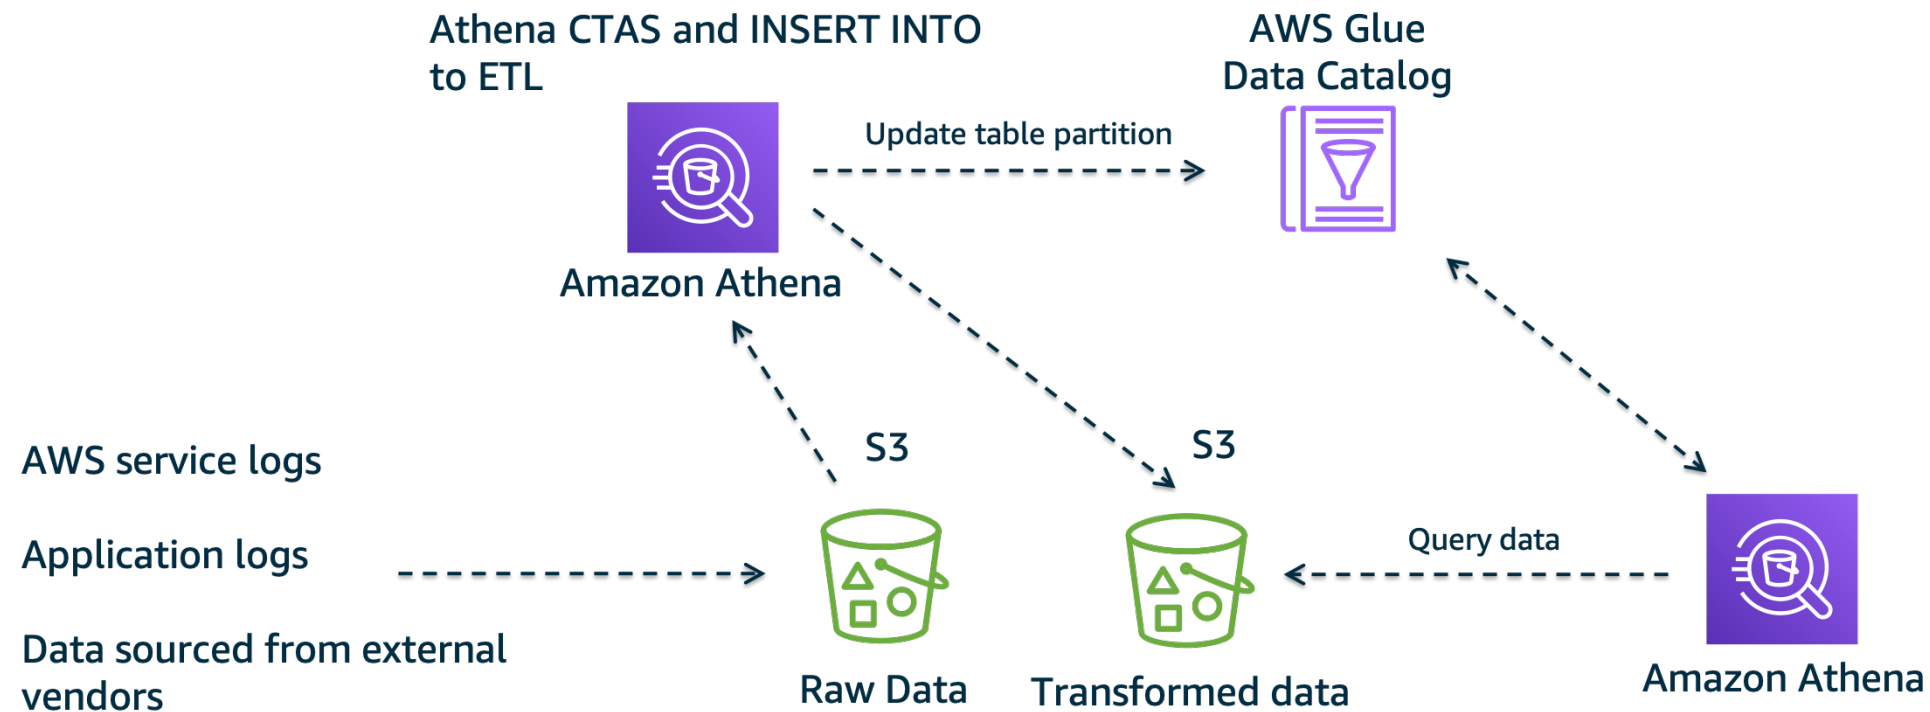 Athena CTAS and INSERT INTO
to ETL
AWS Glue
Data Catalog
Update table partition
Amazon Athena
S3
S3
AWS service logs
Application logs
Data sourced from external
vendors
Query data
Raw Data
Transformed data
Amazon Athena